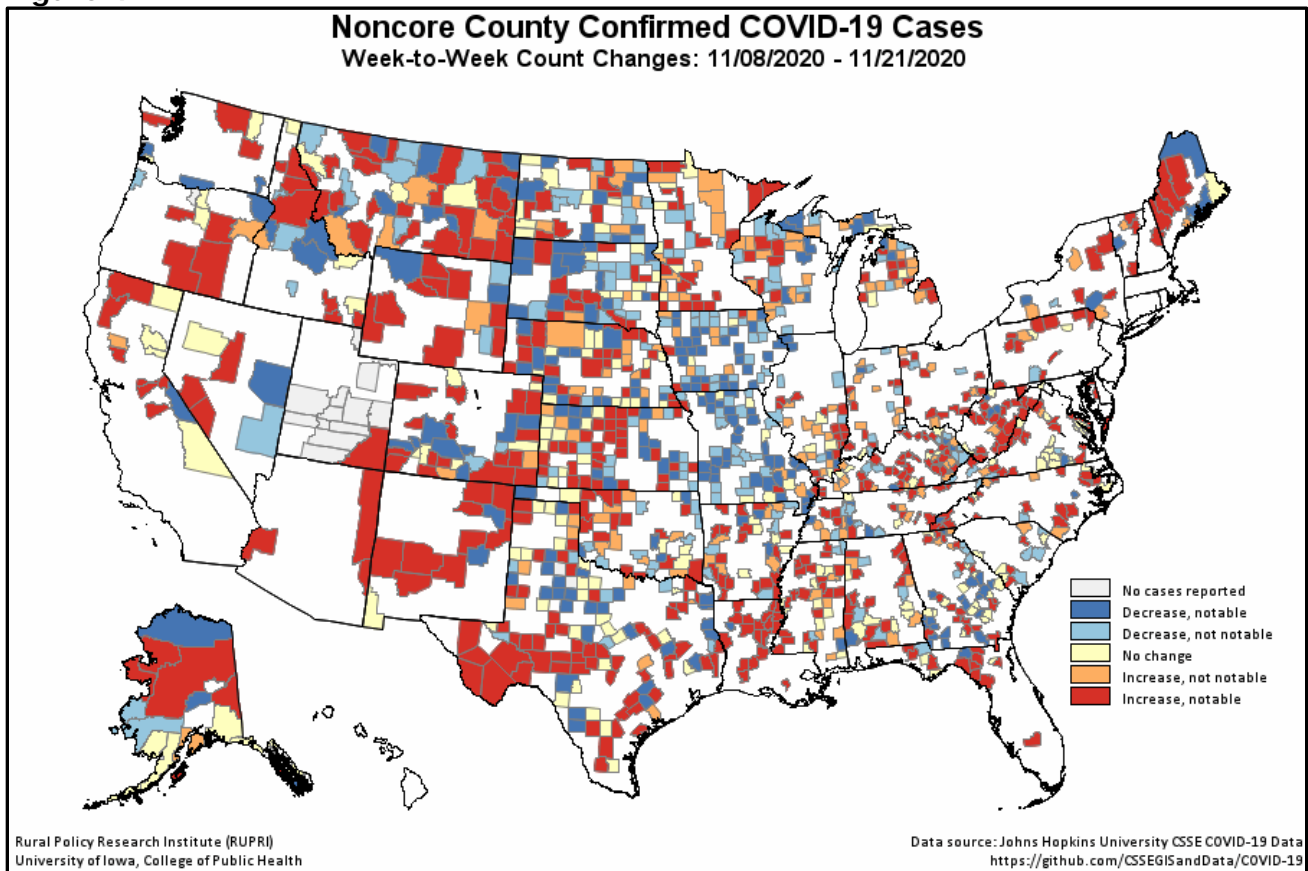 Noncore County Confirmed COVID-19 Cases
Week-to-Week Count Changes: 11/08/2020 - 11/21/2020
No cases reported
Decrease, notable
Decrease, not notable
No change
Increase, not notable
Increase, notable
Rural Policy Research Institute (RUPRI)
University of Iowa, College of Public Health
Data source: Johns Hopkins University CSSE COVID-19 Data
https://github.com/CSSEGISandData/COVID-19